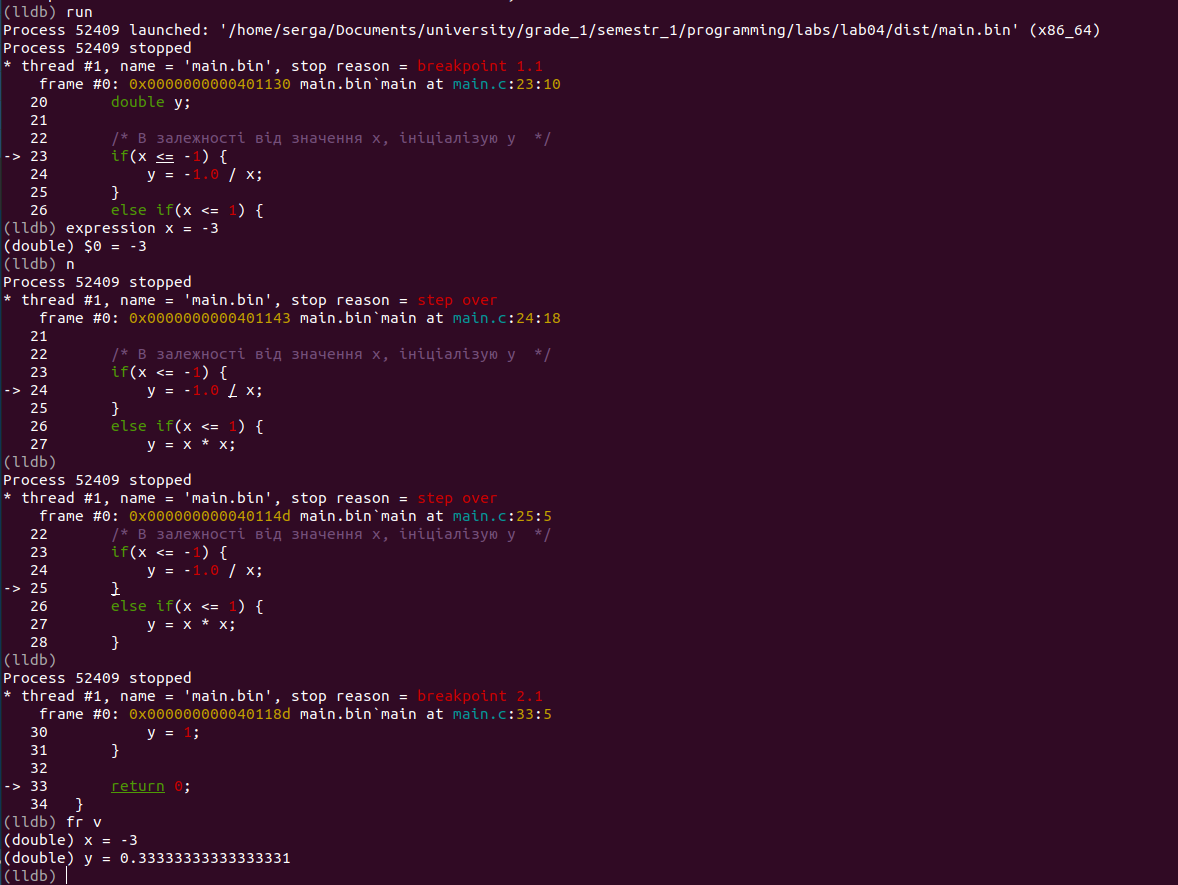 (lldb) run
Process 52409 launched: '/home/serga/Documents/university/grade_1/semestr_1/programming/labs/lab04/dist/main.bin' (x86_64)
Process 52409 stopped
* thread #1, name = 'main.bin', stop reason = breakpoint 1.1
    frame #0: 0x0000000000401130 main.bin`main at main.c:23:10
   20       double y;
   21
   22       /* В залежності від значення x, ініціалізую y  */
-> 23       if(x <= -1) {
   24           y = -1.0 / x;
   25       }
   26       else if(x <= 1) {
(lldb) expression x = -3
(double) $0 = -3
(lldb) n
Process 52409 stopped
* thread #1, name = 'main.bin', stop reason = step over
    frame #0: 0x0000000000401143 main.bin`main at main.c:24:18
   21
   22       /* В залежності від значення x, ініціалізую y  */
   23       if(x <= -1) {
-> 24           y = -1.0 / x;
   25       }
   26       else if(x <= 1) {
   27           y = x * x;
(lldb)
Process 52409 stopped
* thread #1, name = 'main.bin', stop reason = step over
    frame #0: 0x000000000040114d main.bin`main at main.c:25:5
   22       /* В залежності від значення x, ініціалізую y  */
   23       if(x <= -1) {
   24           y = -1.0 / x;
-> 25       }
   26       else if(x <= 1) {
   27           y = x * x;
   28       }
(lldb)
Process 52409 stopped
* thread #1, name = 'main.bin', stop reason = breakpoint 2.1
    frame #0: 0x000000000040118d main.bin`main at main.c:33:5
   30           y = 1;
   31       }
   32
-> 33       return 0;
   34   }
(lldb) fr v
(double) x = -3
(double) y = 0.33333333333333331
(lldb)